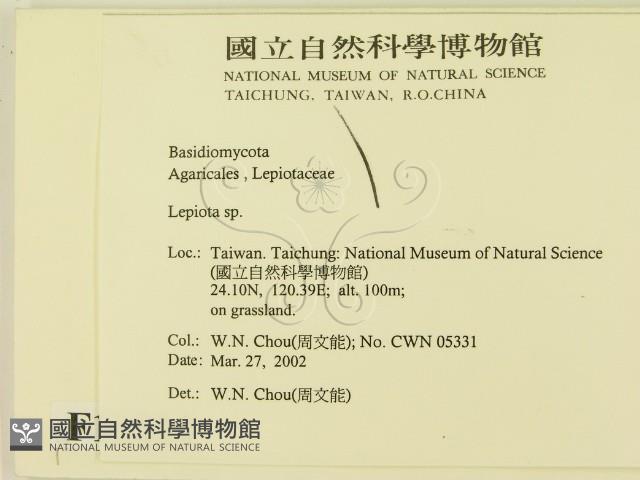 國立自然科學博物館
NATIONAL MUSEUM OF NATURAL SCIENCE
TAICHUNG, TAIWAN, R.O.CHINA
Basidiomycota
Agaricales , Lepiotaceae
Lepiota sp.
Loc.: Taiwan. Taichung: National Museum of Natural Science
(國立自然科學博物館)
24.10N, 120.39E; alt. 100m;
on grassland.
Col.: W.N. Chou(周文能); No. CWN 05331
Date: Mar. 27, 2002
Det.: W.N. Chou(周文能)
國立自然科學博物館
NATIONAL MUSEUM OF NATURAL SCIENCE